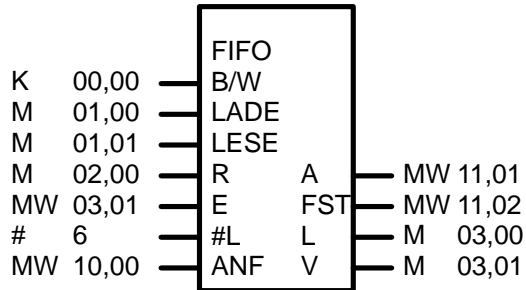 FIFO
K 00,00 B/W
M 01,00 LADE
M 01,01 LESE
M 02,00 R A MW 11,01
MW 03,01 E FST MW 11,02
# 6 #L L M 03,00
MW 10,00 ANF V M 03,01